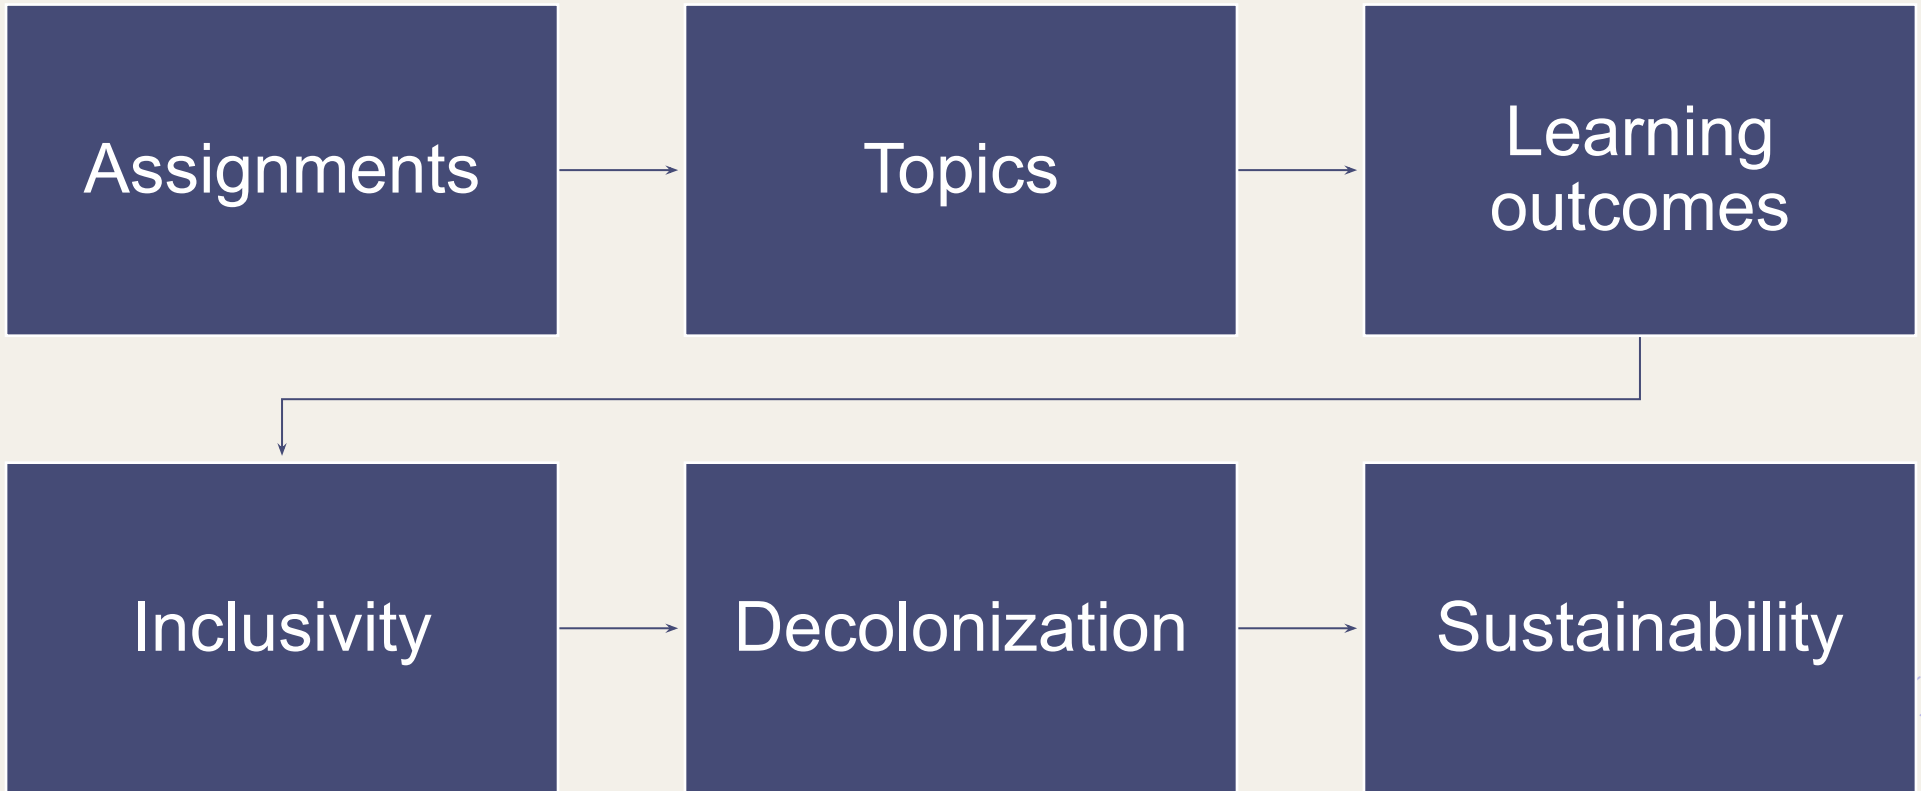 Assignments
Topics
Learning
outcomes
Inclusivity
Decolonization
Sustainability